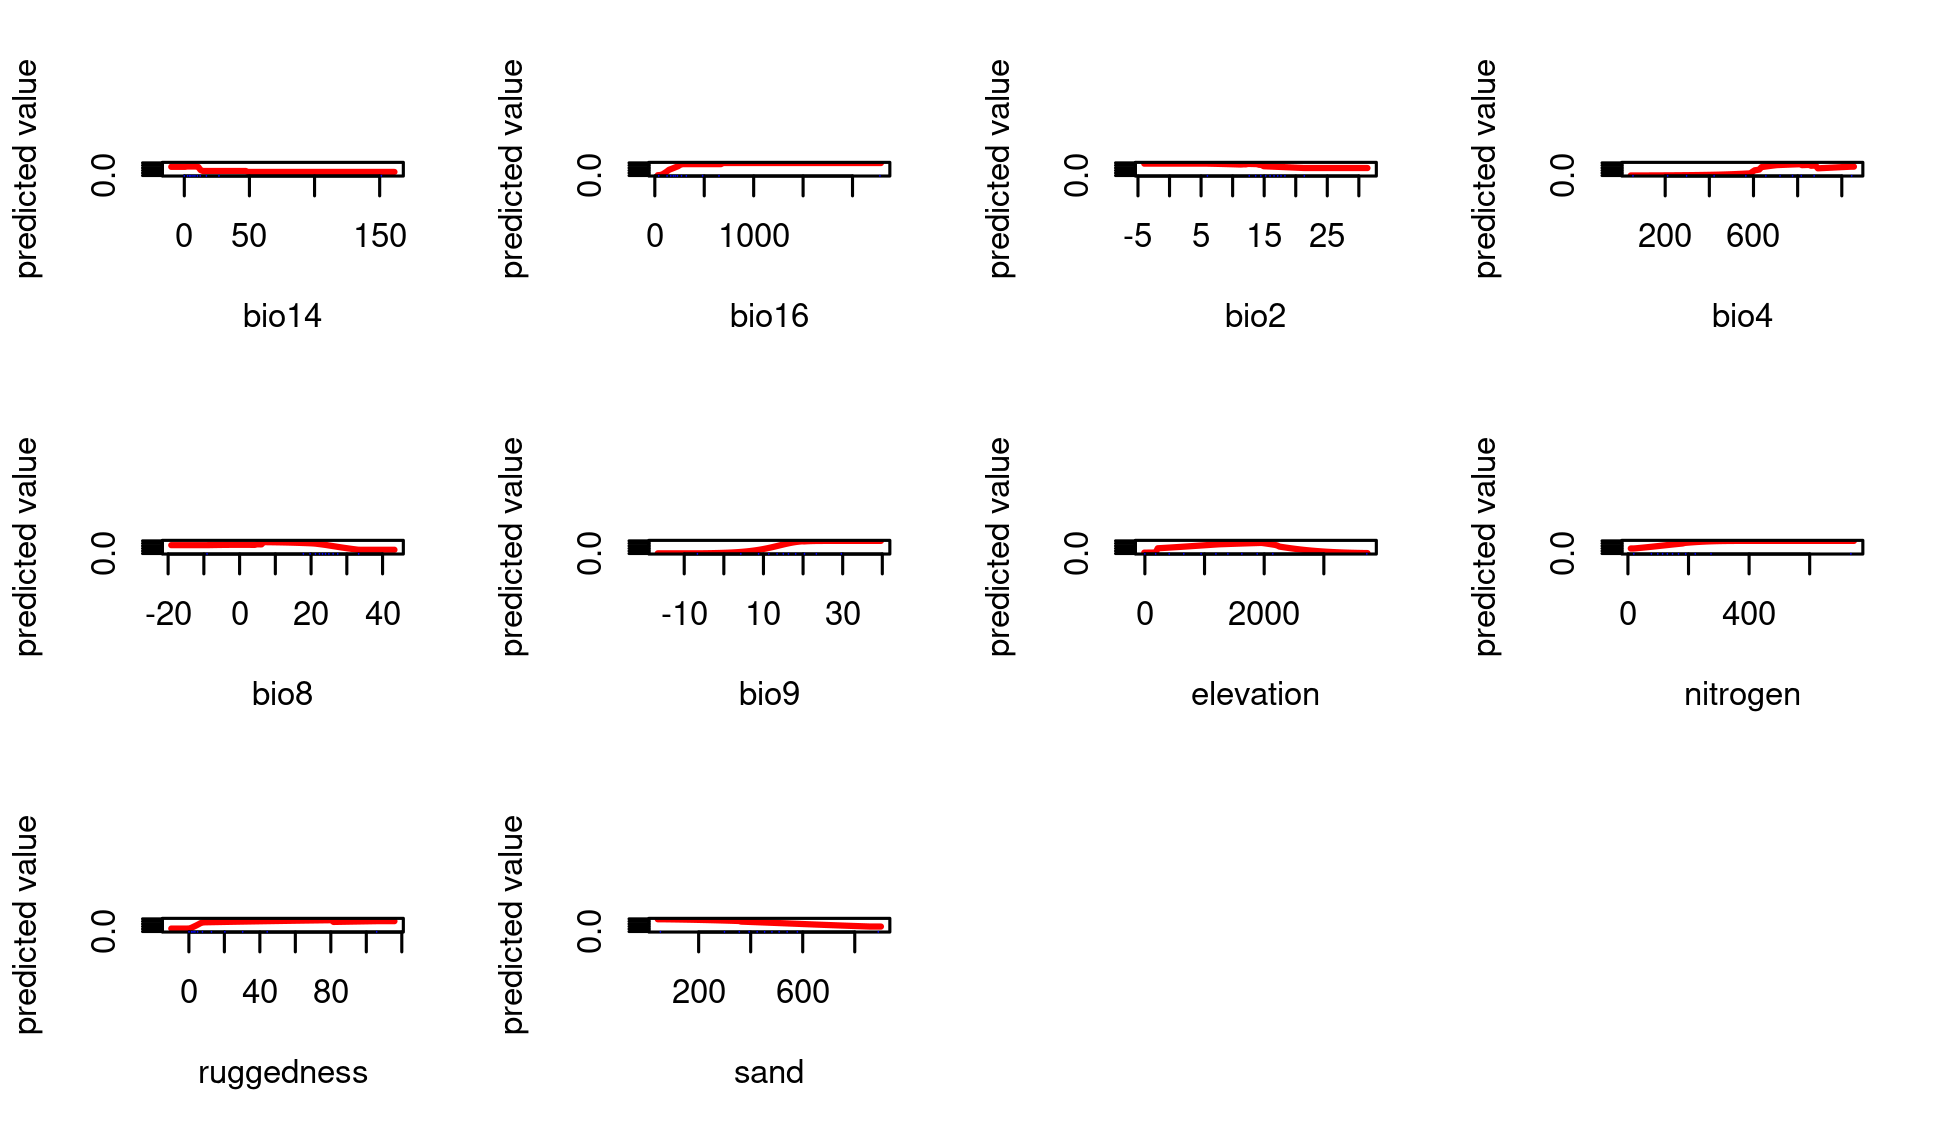 predicted value
0.0
0 50 150
bio14
predicted value
0.0
0 1000
bio16
predicted value
0.0
-5 5 15 25
bio2
predicted value
0.0
200 600
bio4
predicted value
0.0
-20 0 20 40
bio8
predicted value
0.0
-10 10 30
bio9
predicted value
0.0
0 2000
elevation
predicted value
0.0
0 400
nitrogen
predicted value
0.0
0 40 80
ruggedness
predicted value
0.0
200 600
sand